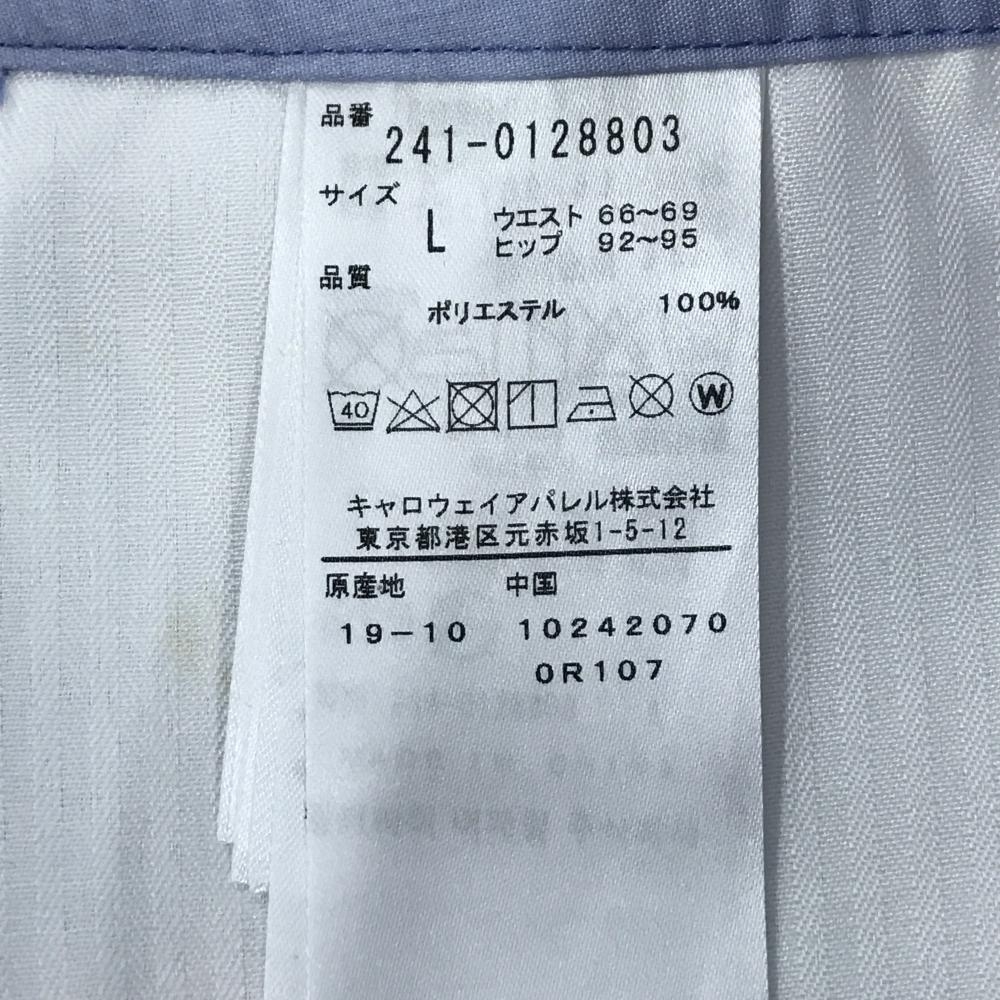 品番
241-0128803
サイズ
L ウエスト 66〜69
ヒップ 92〜95
品質
ポリエステル 100%
40 W
キャロウェイアパレル株式会社
東京都港区元赤坂1-5-12
原産地 中国
19-10 10242070
0R107